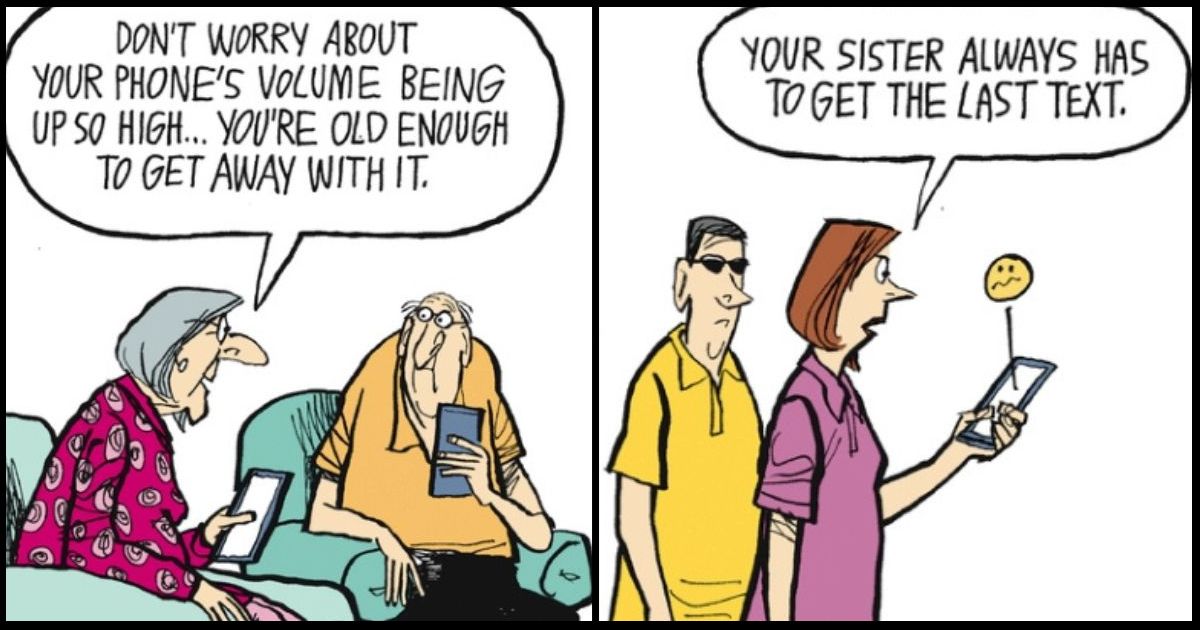 DON'T WORRY ABOUT
YOUR PHONE'S VOLUME BEING
UP SO HIGH... YOU'RE OLD ENOUGH
TO GET AWAY WITH IT.
YOUR SISTER ALWAYS HAS
TO GET THE LAST TEXT.